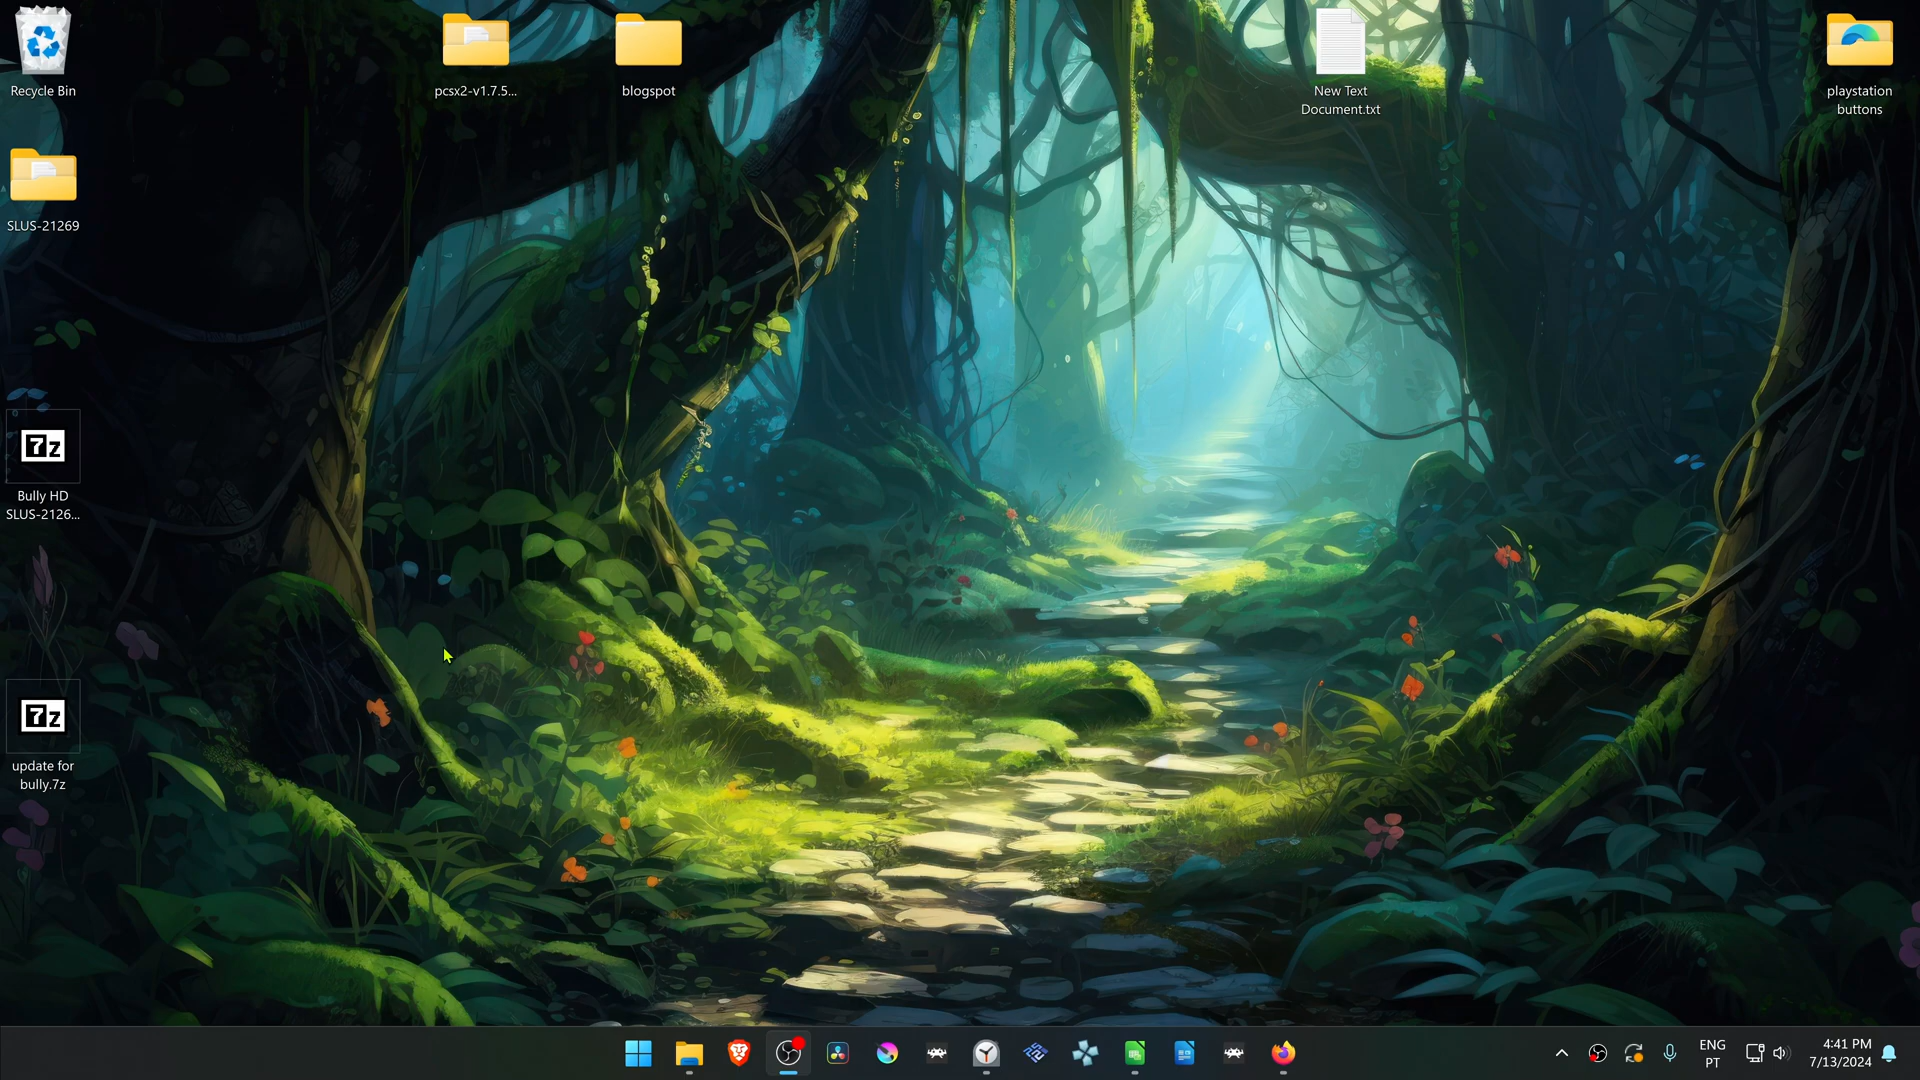 Recycle Bin
pcsx2-v1.7.5...
blogspot
New Text
Document.txt
playstation
buttons
SLUS-21269
7z
Bully HD
SLUS-2126...
7z
update for
bully.7z
ENG
PT
4:41 PM
7/13/2024